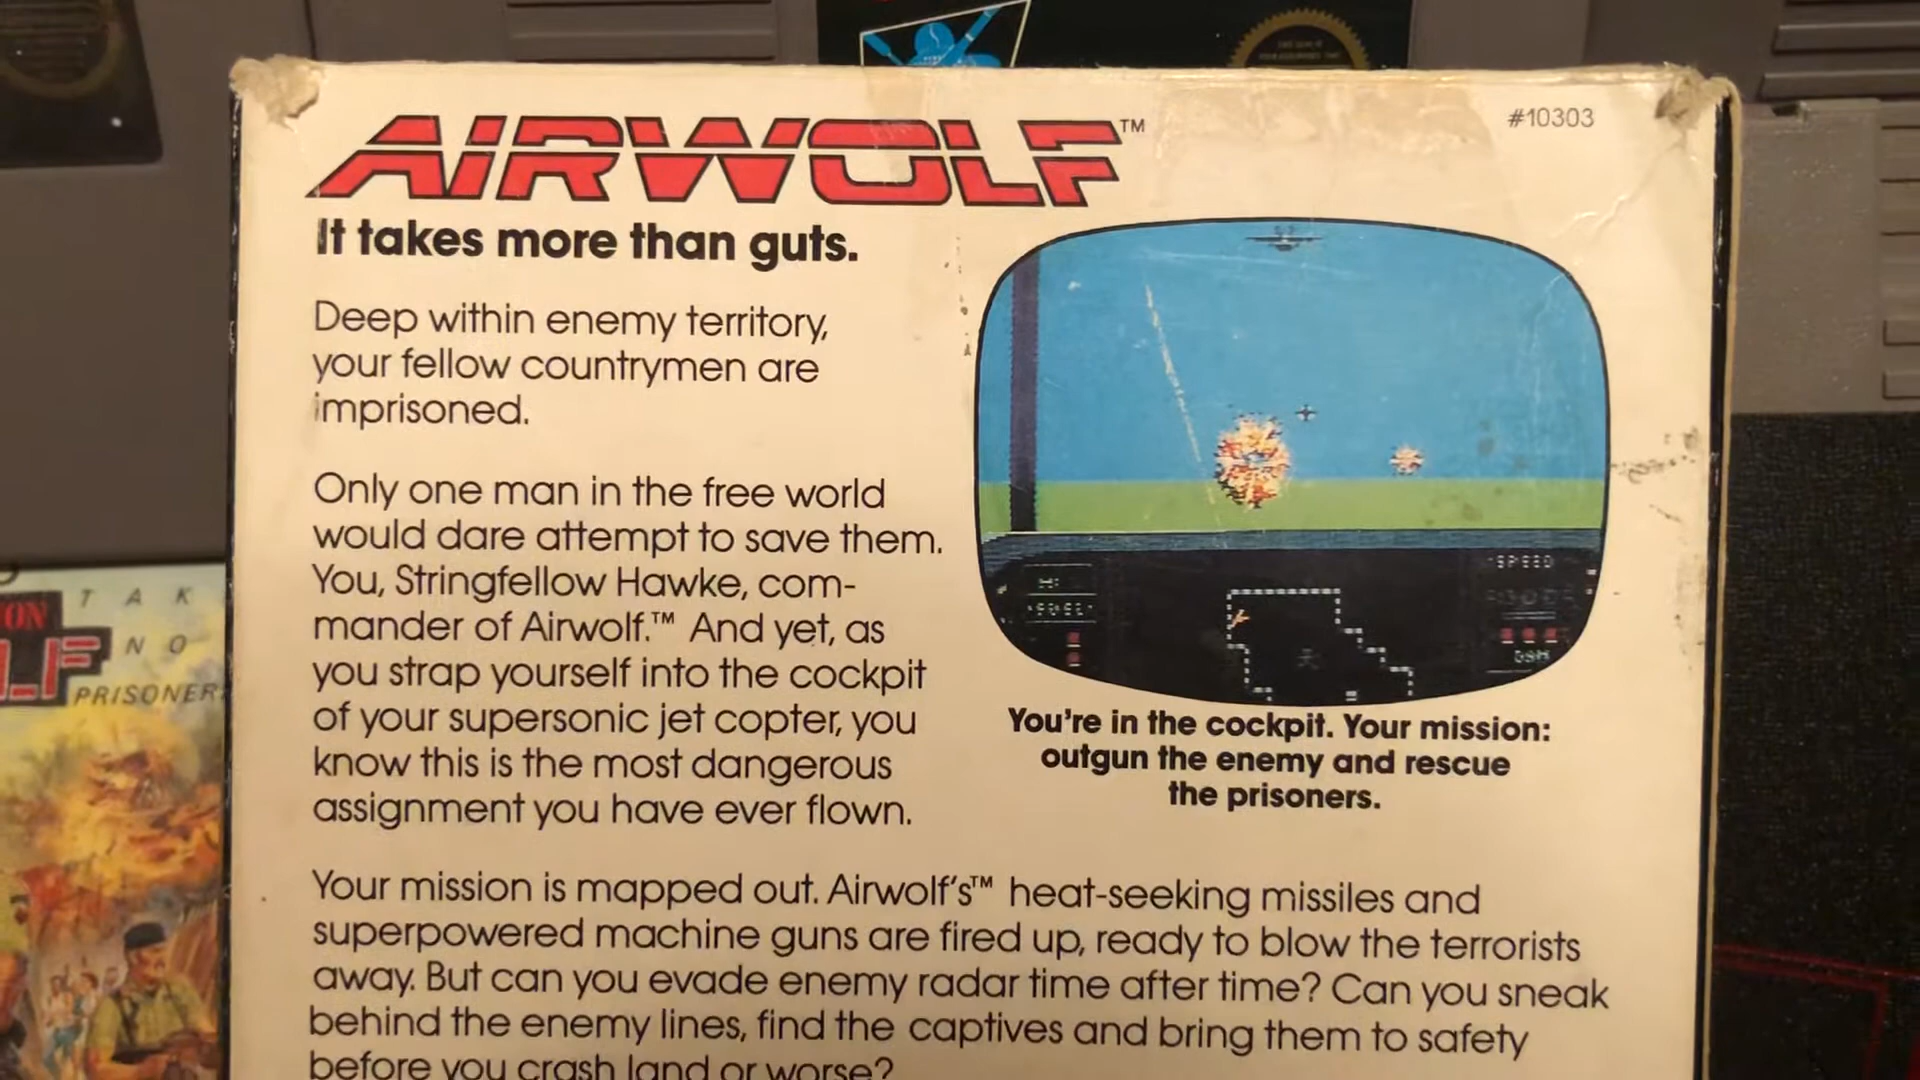 AIRWOLF™
#10303
It takes more than guts.
Deep within enemy territory,
your fellow countrymen are
imprisoned.
Only one man in the free world
would dare attempt to save them.
You, Stringfellow Hawke, com-
mander of Airwolf.™ And yet, as
you strap yourself into the cockpit
of your supersonic jet copter, you
know this is the most dangerous
assignment you have ever flown.
SPEED
You're in the cockpit. Your mission:
outgun the enemy and rescue
the prisoners.
Your mission is mapped out. Airwolf's™ heat-seeking missiles and
superpowered machine guns are fired up, ready to blow the terrorists
away. But can you evade enemy radar time after time? Can you sneak
behind the enemy lines, find the captives and bring them to safety
before you crash land or worse?
ON
TAK
NO
LF
PRISONER